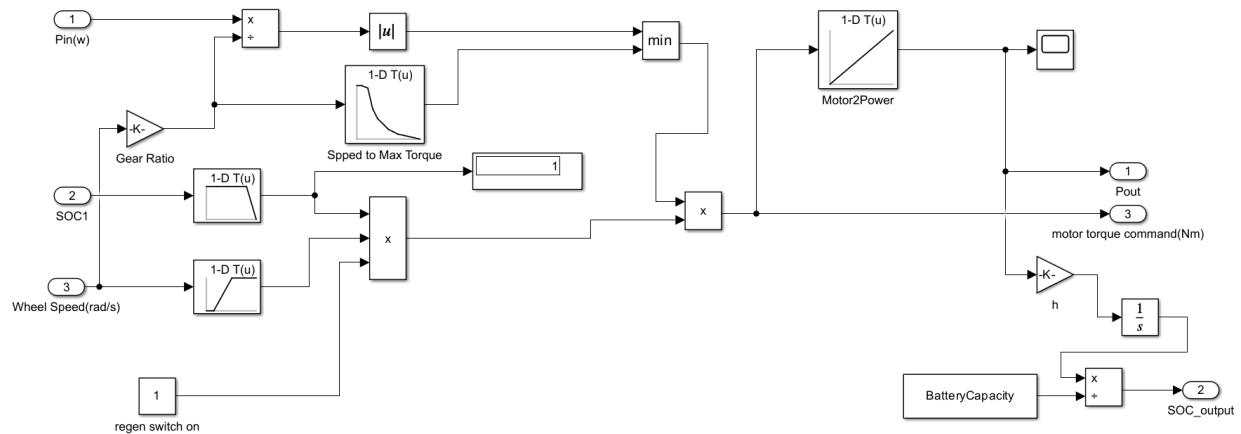 1
Pin(w)
x
÷
|u|
min
1-D T(u)
Motor2Power
1-D T(u)
Spped to Max Torque
-K-
Gear Ratio
2
SOC1
1-D T(u)
1
x
x
1
Pout
3
motor torque command(Nm)
3
Wheel Speed(rad/s)
1-D T(u)
-K-
h
1
s
1
regen switch on
BatteryCapacity
x
÷
2
SOC_output